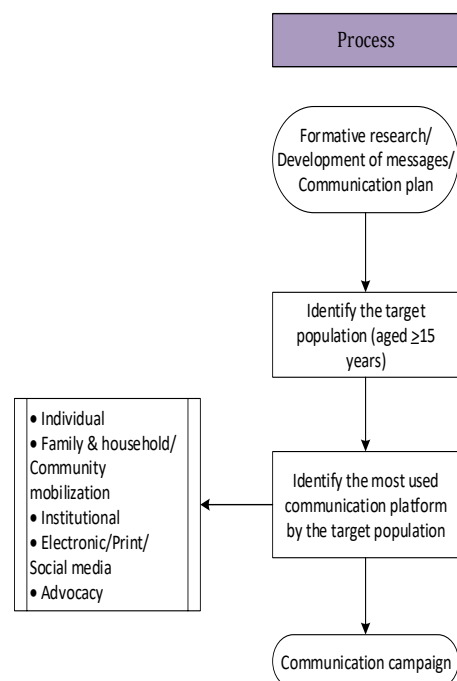 Process
Formative research/
Development of messages/
Communication plan
Identify the target
population (aged ≥15
years)
• Individual
• Family & household/
Community
mobilization
• Institutional
• Electronic/Print/
Social media
• Advocacy
Identify the most used
communication platform
by the target population
Communication campaign